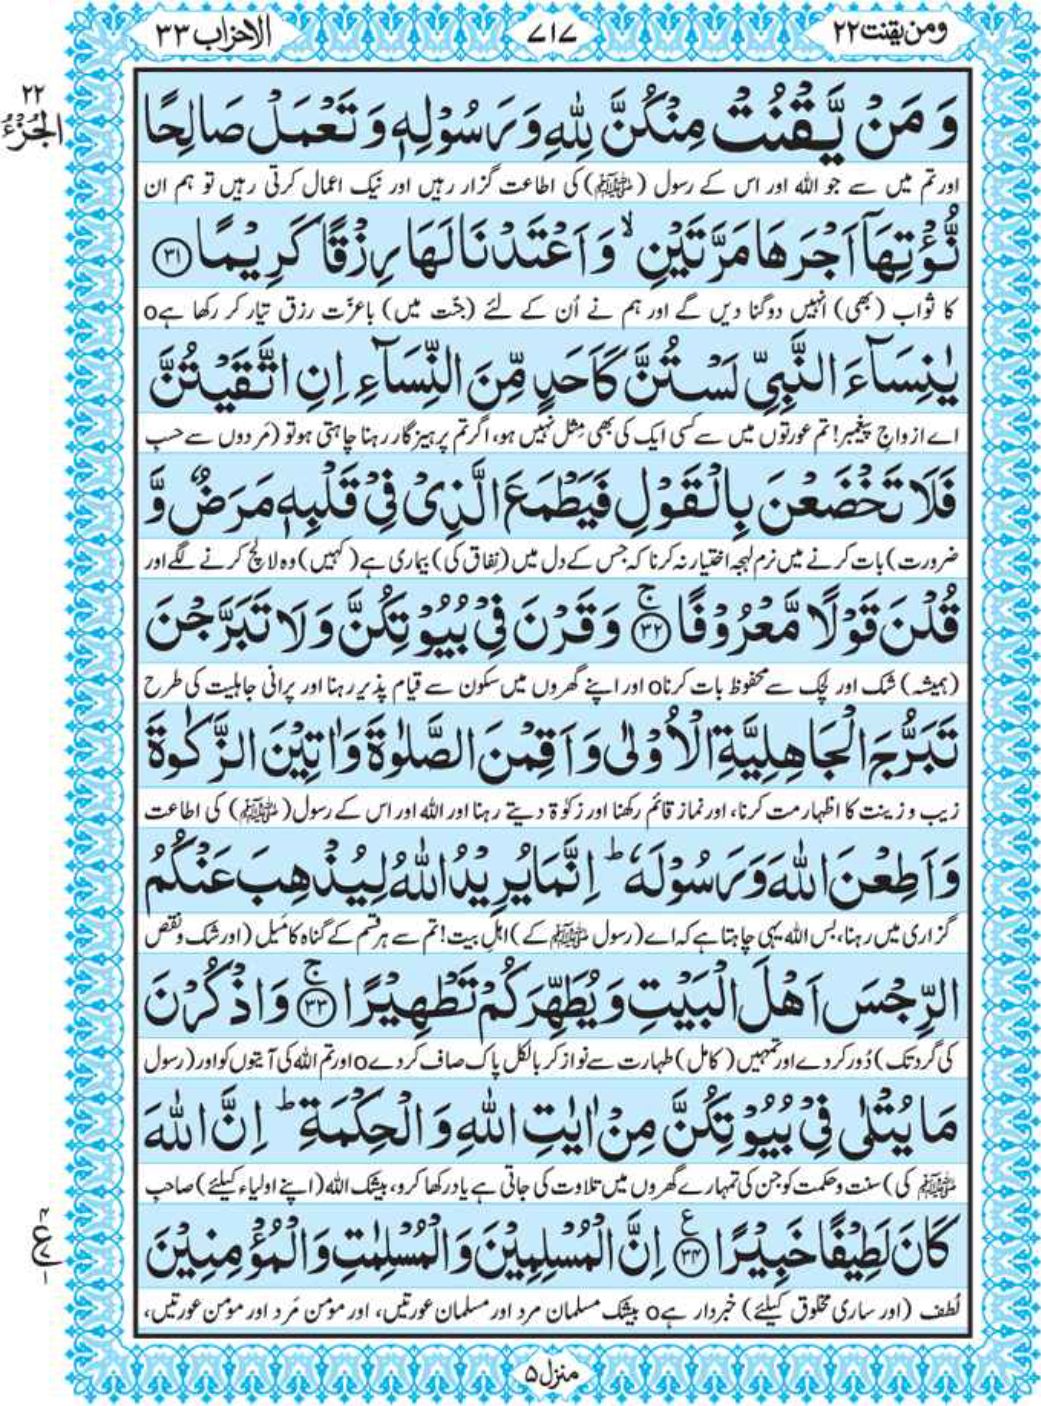 ومن یقنت ۲۲
۷۱۷
الاحزاب ۳۳
۲۲
الجُزْءُ
وَ مَنْ یَّقْنُتْ مِنْكُنَّ لِلّٰهِ وَ رَسُوْلِهٖ وَ تَعْمَلْ صَالِحًا
اور تم میں سے جو اللہ اور اس کے رسول (ﷺ) کی اطاعت گزار رہیں اور نیک اعمال کرتی رہیں تو ہم ان
نُّؤْتِهَاۤ اَجْرَهَا مَرَّتَیْنِ ۙ وَ اَعْتَدْنَا لَهَا رِزْقًا كَرِیْمًا ﴿۳۱﴾
کا ثواب (بھی) انہیں دوگنا دیں گے اور ہم نے اُن کے لئے (جنّت میں) باعزّت رزق تیار کر رکھا ہے o
یٰنِسَآءَ النَّبِیِّ لَسْتُنَّ كَاَحَدٍ مِّنَ النِّسَآءِ اِنِ اتَّقَیْتُنَّ
اے ازواجِ پیغمبر! تم عورتوں میں سے کسی ایک کی بھی مِثل نہیں ہو، اگر تم پرہیزگار رہنا چاہتی ہو تو (مَردوں سے حسبِ
فَلَا تَخْضَعْنَ بِالْقَوْلِ فَیَطْمَعَ الَّذِیْ فِیْ قَلْبِهٖ مَرَضٌ وَّ
ضرورت) بات کرنے میں نرم لہجہ اختیار نہ کرنا کہ جس کے دل میں (نِفاق کی) بیماری ہے (کہیں) وہ لالچ کرنے لگے اور
قُلْنَ قَوْلًا مَّعْرُوْفًا ﴿۳۲﴾ ۚ وَ قَرْنَ فِیْ بُیُوْتِكُنَّ وَ لَا تَبَرَّجْنَ
(ہمیشہ) شک اور لچک سے محفوظ بات کرنا o اور اپنے گھروں میں سکون سے قیام پذیر رہنا اور پرانی جاہلیت کی طرح
تَبَرُّجَ الْجَاهِلِیَّةِ الْاُوْلٰی وَ اَقِمْنَ الصَّلٰوةَ وَ اٰتِیْنَ الزَّكٰوةَ
زیب و زینت کا اظہار مت کرنا، اور نماز قائم رکھنا اور زکوٰۃ دیتے رہنا اور اللہ اور اس کے رسول (ﷺ) کی اطاعت
وَ اَطِعْنَ اللّٰهَ وَ رَسُوْلَهٗ ؕ اِنَّمَا یُرِیْدُ اللّٰهُ لِیُذْهِبَ عَنْكُمُ
گزاری میں رہنا، بس اللہ یہی چاہتا ہے کہ اے (رسول ﷺ کے) اہلِ بیت! تم سے ہر قسم کے گناہ کا مَیل (اور شک و نقص
الرِّجْسَ اَهْلَ الْبَیْتِ وَ یُطَهِّرَكُمْ تَطْهِیْرًا ﴿۳۳﴾ ۚ وَ اذْكُرْنَ
کی گرد تک) دُور کر دے اور تمہیں (کامل) طہارت سے نواز کر بالکل پاک صاف کر دے o اور تم اللہ کی آیتوں کو اور (رسول
مَا یُتْلٰی فِیْ بُیُوْتِكُنَّ مِنْ اٰیٰتِ اللّٰهِ وَ الْحِكْمَةِ ؕ اِنَّ اللّٰهَ
ﷺ کی) سنت و حکمت کو جن کی تمہارے گھروں میں تلاوت کی جاتی ہے یاد رکھا کرو، بیشک اللہ (اپنے اولیاء کیلئے) صاحبِ
كَانَ لَطِیْفًا خَبِیْرًا ﴿۳۴﴾ ع اِنَّ الْمُسْلِمِیْنَ وَ الْمُسْلِمٰتِ وَ الْمُؤْمِنِیْنَ
۴
ع
۱
لُطف (اور ساری مخلوق کیلئے) خبردار ہے o بیشک مسلمان مرد اور مسلمان عورتیں، اور مومن مَرد اور مومن عورتیں،
منزل ۵